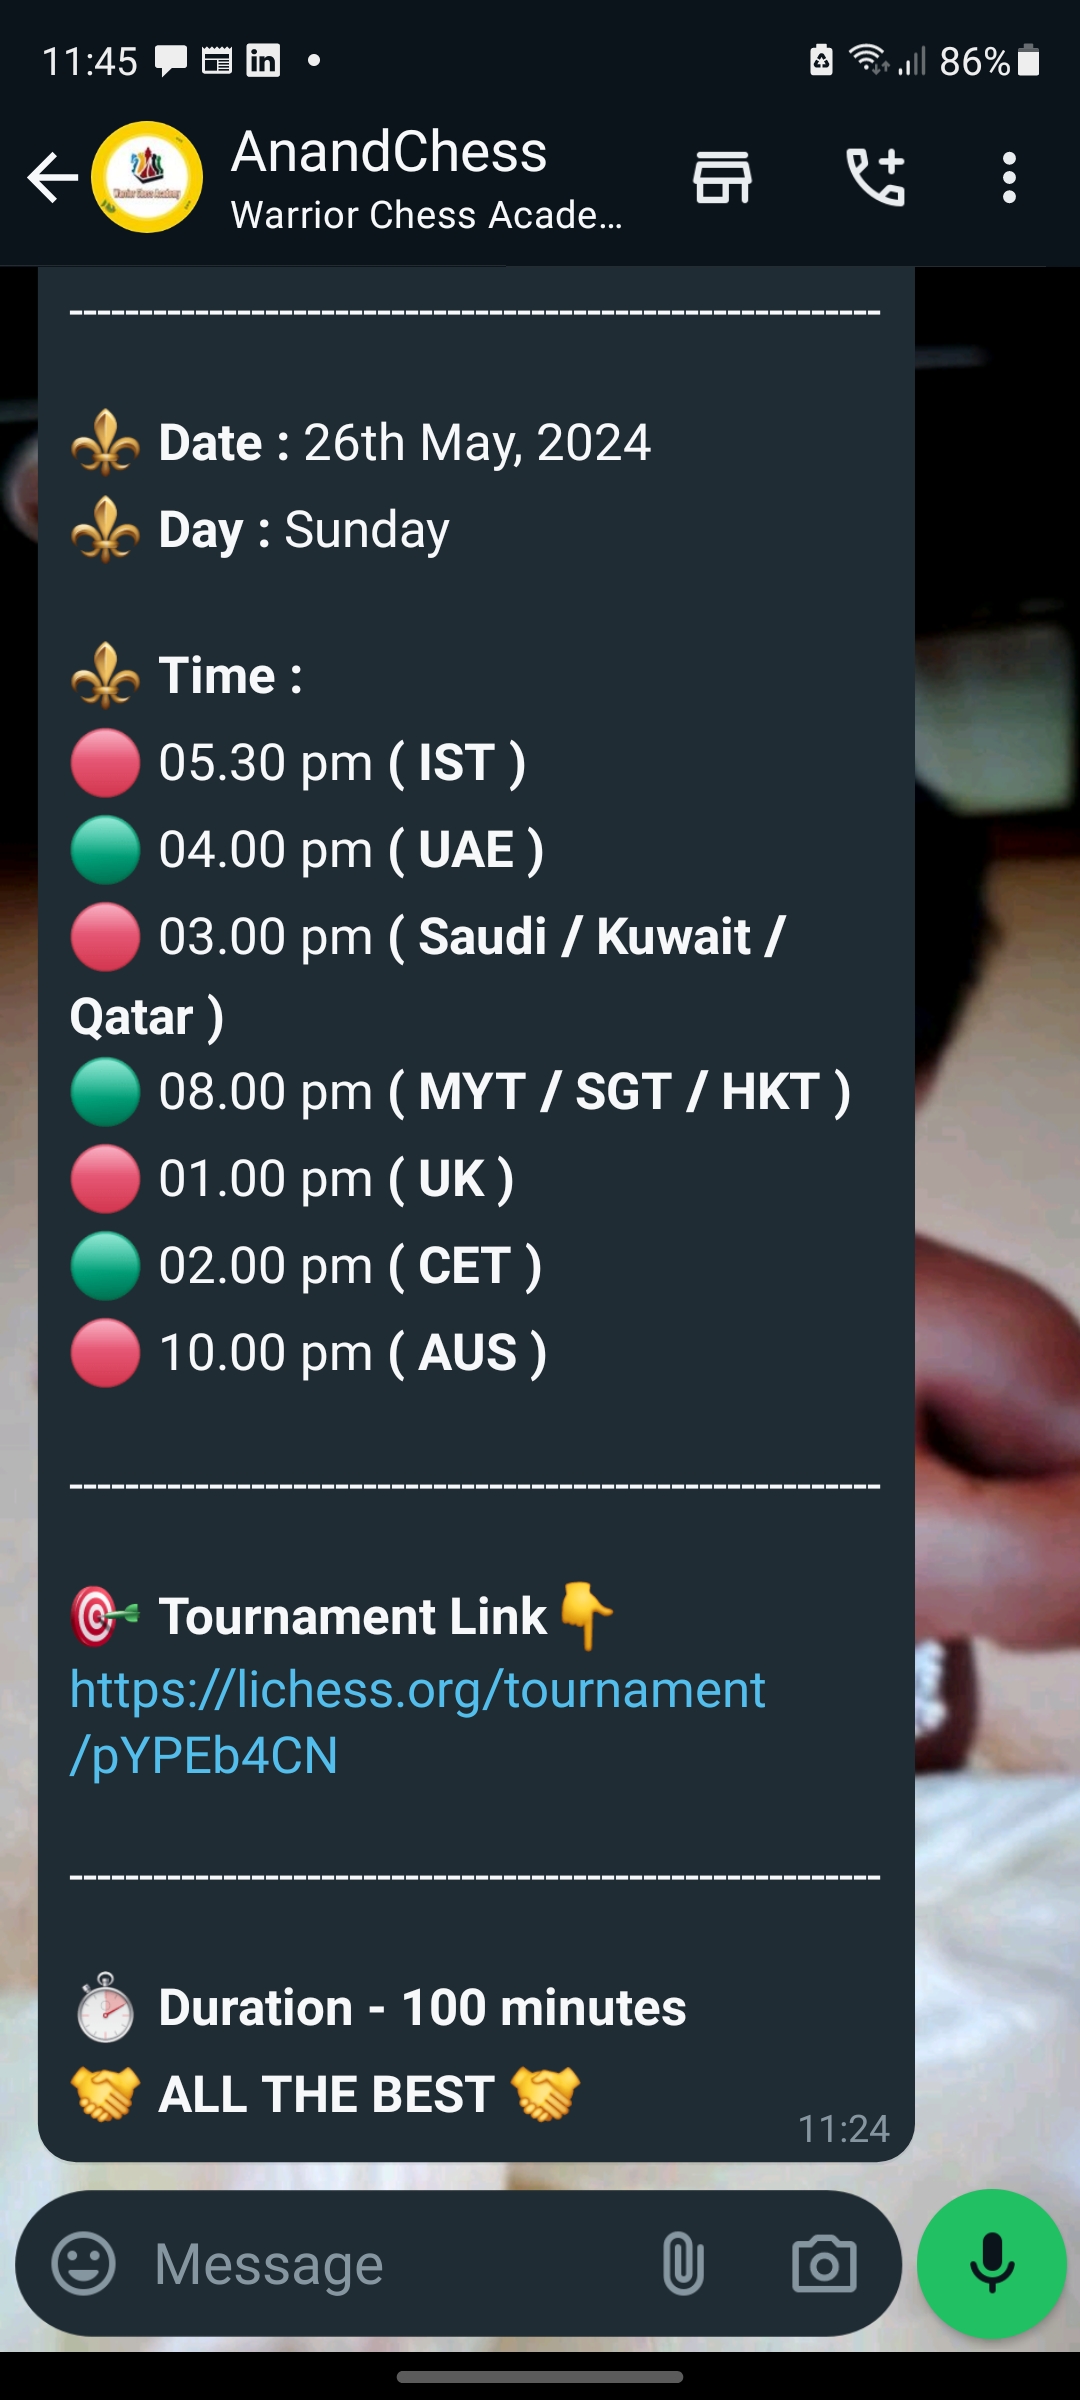 11:45
86%
AnandChess
Warrior Chess Acade...
Warrior Chess Academy
------------------------------------------------------------
⚜️ Date : 26th May, 2024
⚜️ Day : Sunday
⚜️ Time :
🔴 05.30 pm ( IST )
🟢 04.00 pm ( UAE )
🔴 03.00 pm ( Saudi / Kuwait /
Qatar )
🟢 08.00 pm ( MYT / SGT / HKT )
🔴 01.00 pm ( UK )
🟢 02.00 pm ( CET )
🔴 10.00 pm ( AUS )
------------------------------------------------------------
🎯 Tournament Link👇
https://lichess.org/tournament
/pYPEb4CN
------------------------------------------------------------
⏱️ Duration - 100 minutes
🤝 ALL THE BEST 🤝
11:24
Message